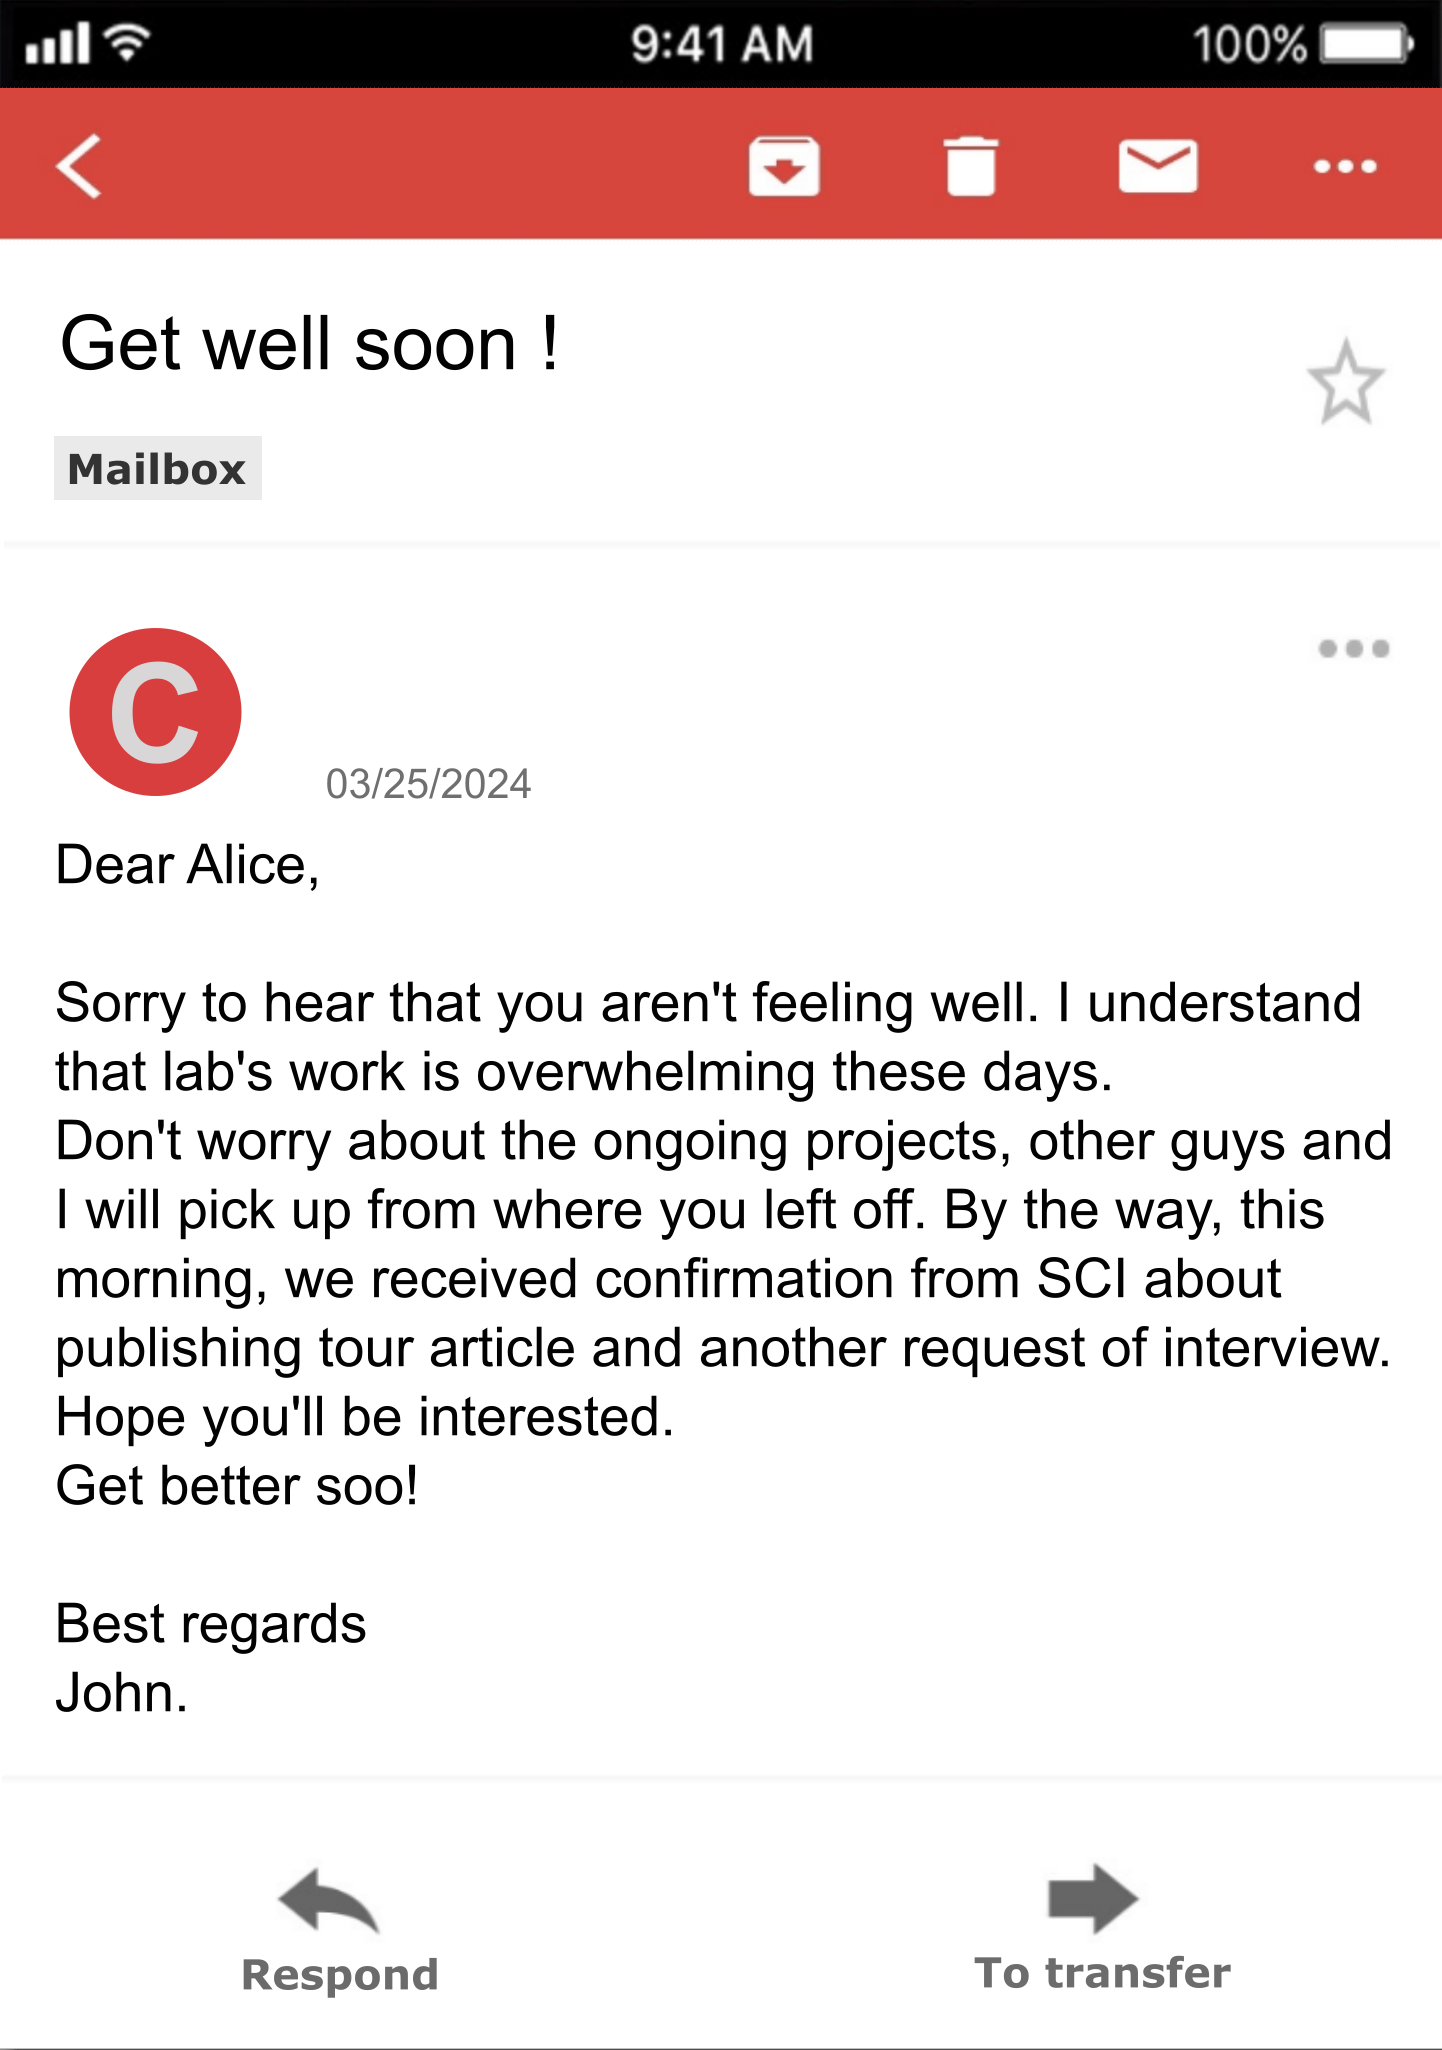 9:41 AM 100%
Get well soon !
Mailbox
C
03/25/2024
Dear Alice,
Sorry to hear that you aren't feeling well. I understand
that lab's work is overwhelming these days.
Don't worry about the ongoing projects, other guys and
I will pick up from where you left off. By the way, this
morning, we received confirmation from SCI about
publishing tour article and another request of interview.
Hope you'll be interested.
Get better soo!
Best regards
John.
Respond To transfer